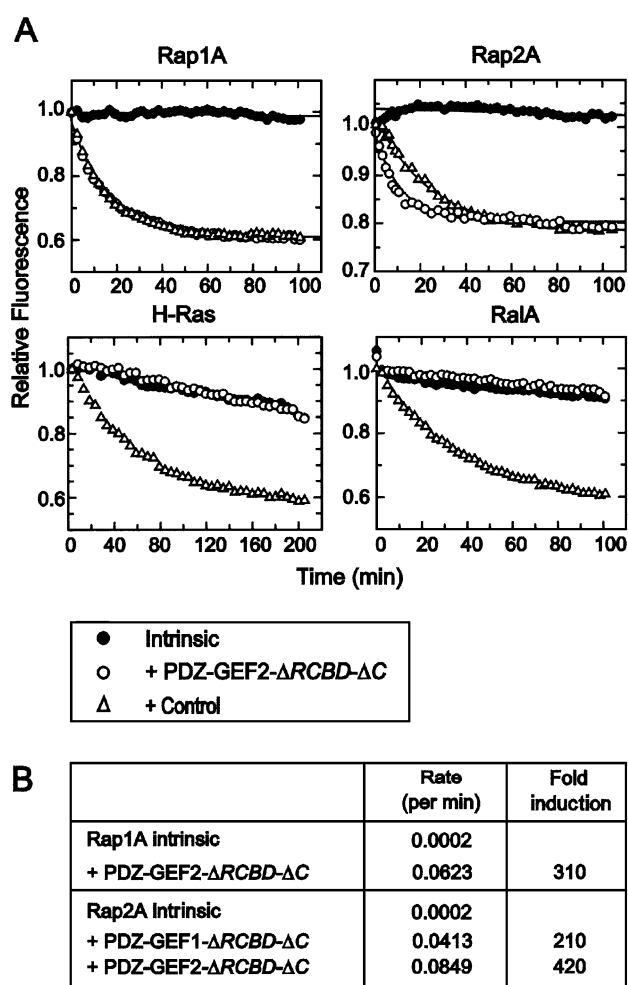 A
Rap1A
Rap2A
1.0
0.8
0.6
0 20 40 60 80 100
1.0
0.9
0.8
0.7
0 20 40 60 80 100
Relative Fluorescence
H-Ras
RalA
1.0
0.8
0.6
0 40 80 120 160 200
1.0
0.8
0.6
0 20 40 60 80 100
Time (min)
Intrinsic
+ PDZ-GEF2-ΔRCBD-ΔC
+ Control
B
Rate Fold
(per min) induction
Rap1A intrinsic 0.0002
+ PDZ-GEF2-ΔRCBD-ΔC 0.0623 310
Rap2A Intrinsic 0.0002
+ PDZ-GEF1-ΔRCBD-ΔC 0.0413 210
+ PDZ-GEF2-ΔRCBD-ΔC 0.0849 420